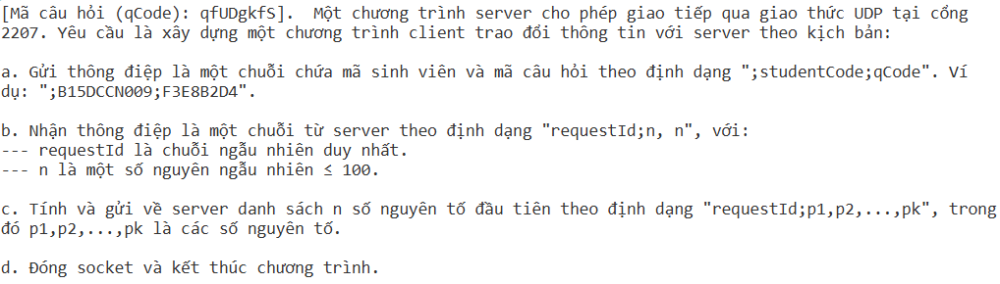 [Mã câu hỏi (qCode): qfUDgkfS].  Một chương trình server cho phép giao tiếp qua giao thức UDP tại cổng
2207. Yêu cầu là xây dựng một chương trình client trao đổi thông tin với server theo kịch bản:
a. Gửi thông điệp là một chuỗi chứa mã sinh viên và mã câu hỏi theo định dạng ";studentCode;qCode". Ví
dụ: ";B15DCCN009;F3E8B2D4".
b. Nhận thông điệp là một chuỗi từ server theo định dạng "requestId;n, n", với:
--- requestId là chuỗi ngẫu nhiên duy nhất.
--- n là một số nguyên ngẫu nhiên ≤ 100.
c. Tính và gửi về server danh sách n số nguyên tố đầu tiên theo định dạng "requestId;p1,p2,...,pk", trong
đó p1,p2,...,pk là các số nguyên tố.
d. Đóng socket và kết thúc chương trình.